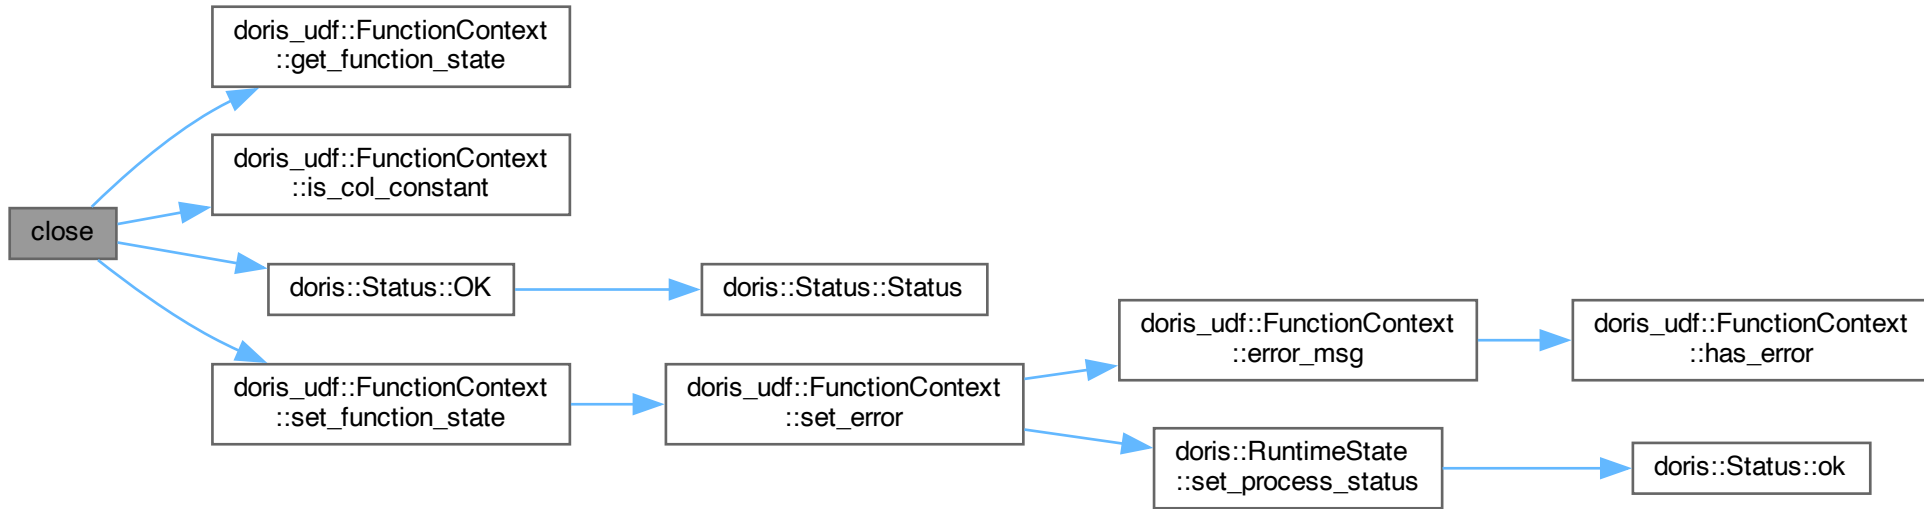 doris_udf::FunctionContext
::get_function_state
doris_udf::FunctionContext
::is_col_constant
close
doris::Status::OK
doris::Status::Status
doris_udf::FunctionContext
::set_function_state
doris_udf::FunctionContext
::set_error
doris_udf::FunctionContext
::error_msg
doris_udf::FunctionContext
::has_error
doris::RuntimeState
::set_process_status
doris::Status::ok